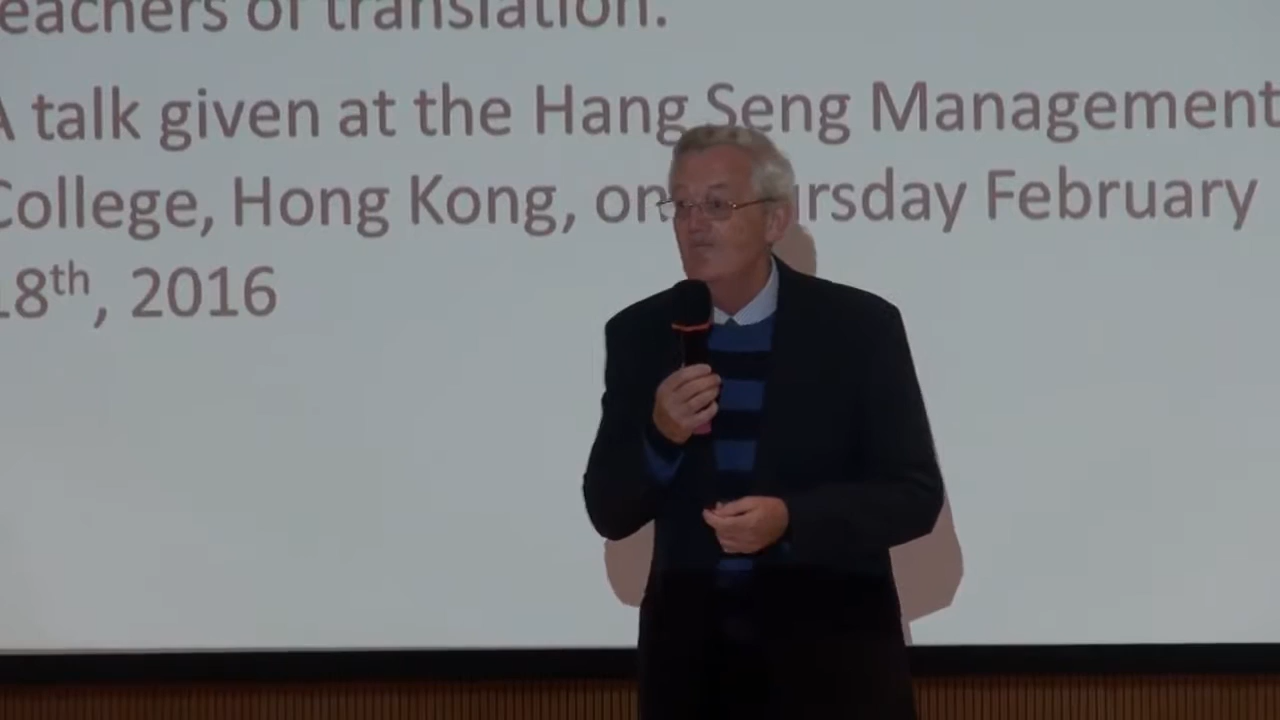 eachers of translation.
A talk given at the Hang Seng Management
College, Hong Kong, on ursday February
18th, 2016